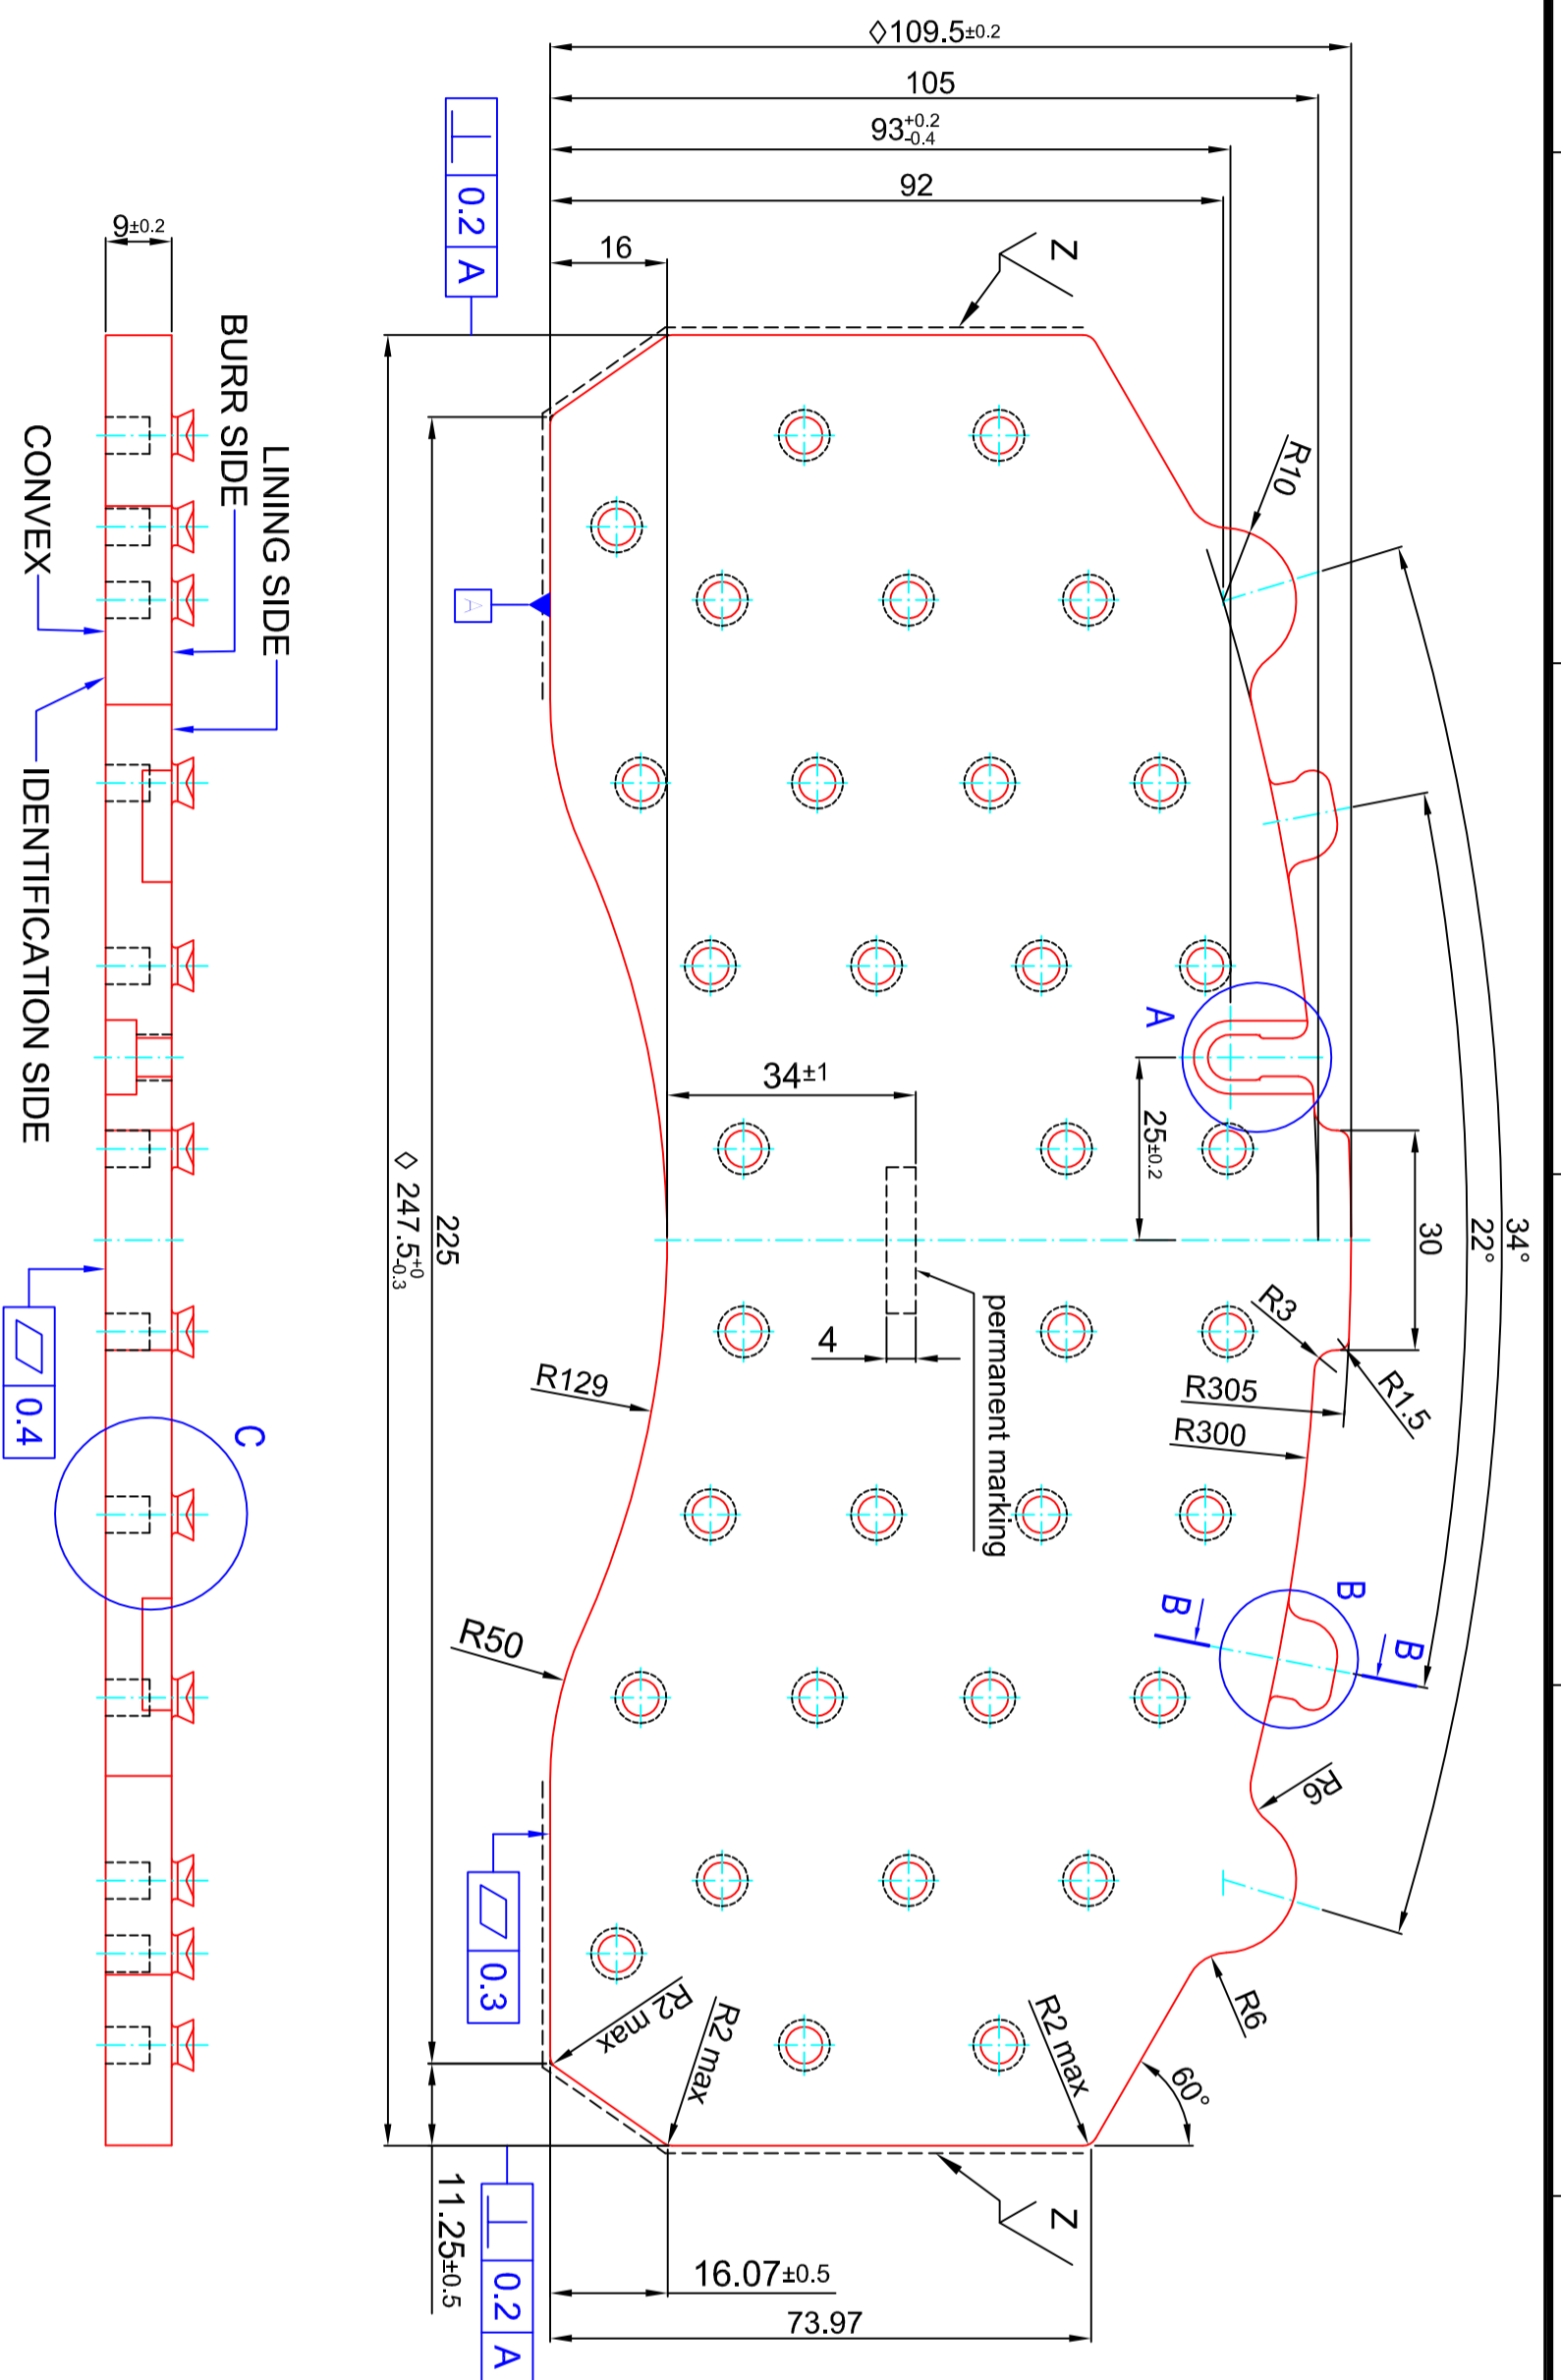 ◇109.5±0.2
105
93 +0.2 -0.4
92
16
Z
⊥ 0.2 A
9±0.2
BURR SIDE
LINING SIDE
CONVEX
IDENTIFICATION SIDE
A
R10
A
34±1
25±0.2
30
34°
22°
225
◇ 247.5 +0 -0.3
permanent marking
4
R3
R1.5
R305
R300
R129
R50
B
B
B
C
0.4
0.3
R6
R6
R2 max
R2 max
R2 max
60°
Z
11.25±0.5
⊥ 0.2 A
16.07±0.5
73.97